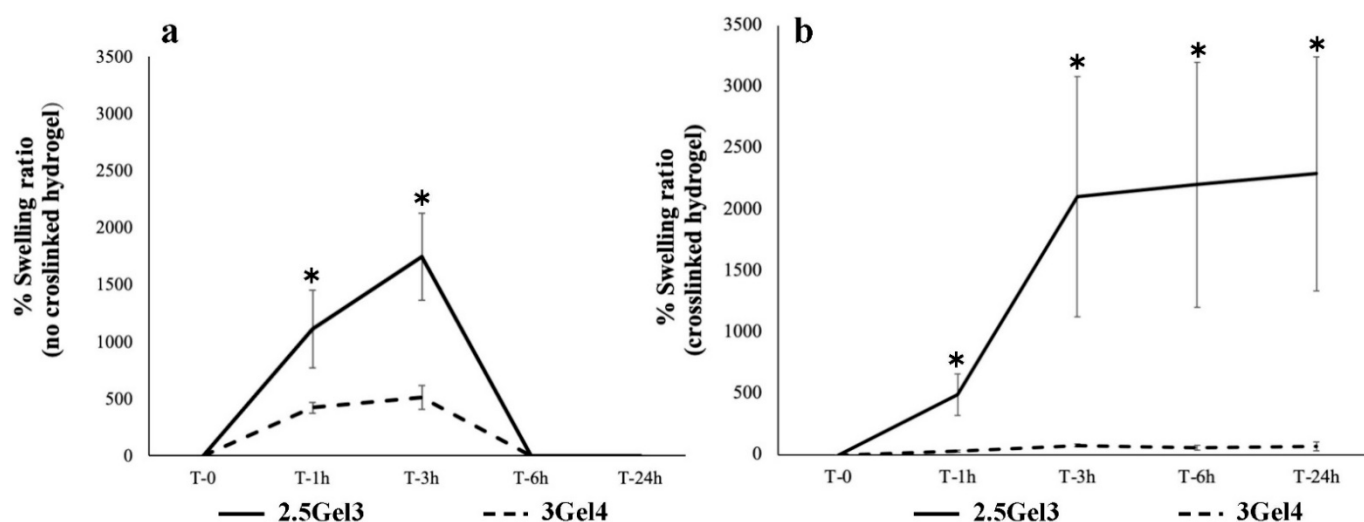 a
% Swelling ratio
(no croslinked hydrogel)
3500
3000
2500
2000
1500
1000
500
0
*
*
T-0 T-1h T-3h T-6h T-24h
2.5Gel3 3Gel4
b
% Swelling ratio
(crosslinked hydrogel)
3500
3000
2500
2000
1500
1000
500
0
*
*
*
*
T-0 T-1h T-3h T-6h T-24h
2.5Gel3 3Gel4